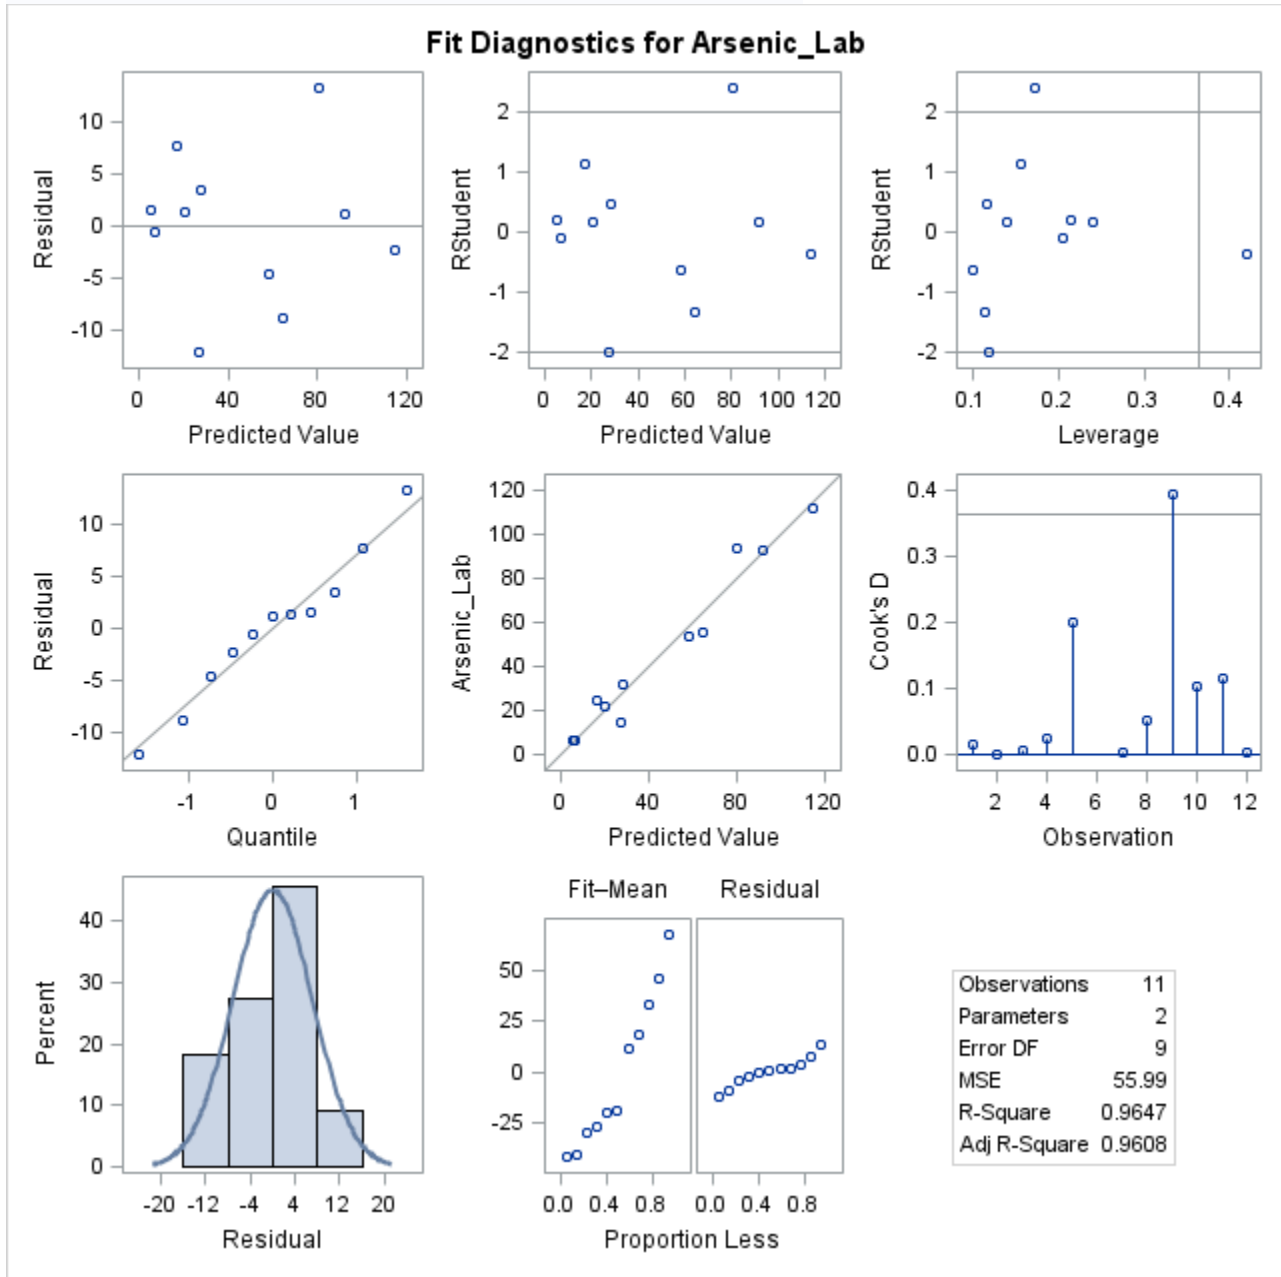 Fit Diagnostics for Arsenic_Lab
Residual
10
5
0
-5
-10
0 40 80 120
Predicted Value
RStudent
2
1
0
-1
-2
0 20 40 60 80 100 120
Predicted Value
RStudent
2
1
0
-1
-2
0.1 0.2 0.3 0.4
Leverage
Residual
10
5
0
-5
-10
-1 0 1
Quantile
Arsenic_Lab
120
100
80
60
40
20
0
0 40 80 120
Predicted Value
Cook's D
0.4
0.3
0.2
0.1
0.0
2 4 6 8 10 12
Observation
Percent
40
30
20
10
0
-20 -12 -4 4 12 20
Residual
Fit–Mean Residual
50
25
0
-25
0.0 0.4 0.8 0.0 0.4 0.8
Proportion Less
Observations 11
Parameters 2
Error DF 9
MSE 55.99
R-Square 0.9647
Adj R-Square 0.9608